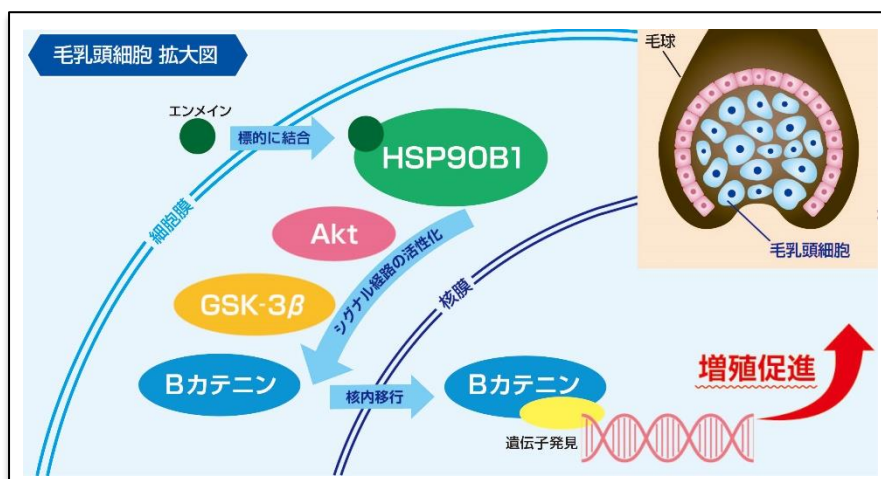 毛乳頭細胞 拡大図
エンメイン
標的に結合
HSP90B1
細胞膜
Akt
シグナル経路の活性化
GSK-3β
核膜
Bカテニン
核内移行
Bカテニン
遺伝子発見
増殖促進
毛球
毛乳頭細胞